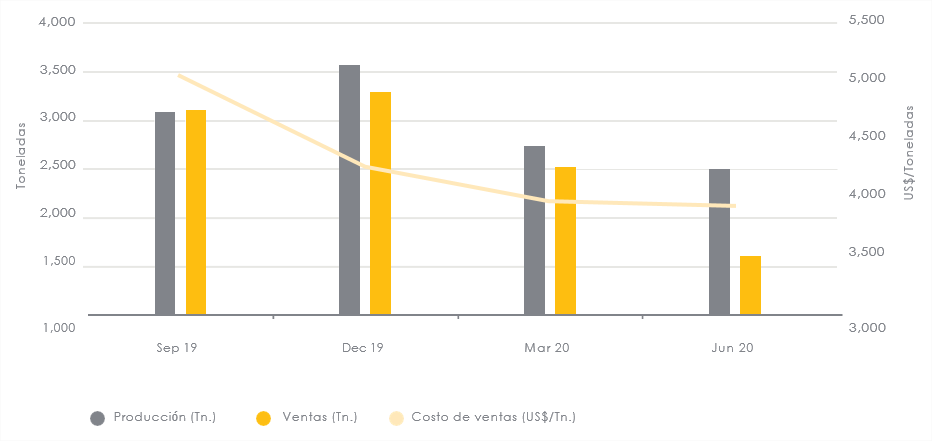 4,000
3,500
3,000
2,500
2,000
1,500
1,000
Toneladas
5,500
5,000
4,500
4,000
3,500
3,000
US$/Toneladas
Sep 19
Dec 19
Mar 20
Jun 20
Producción (Tn.)
Ventas (Tn.)
Costo de ventas (US$/Tn.)